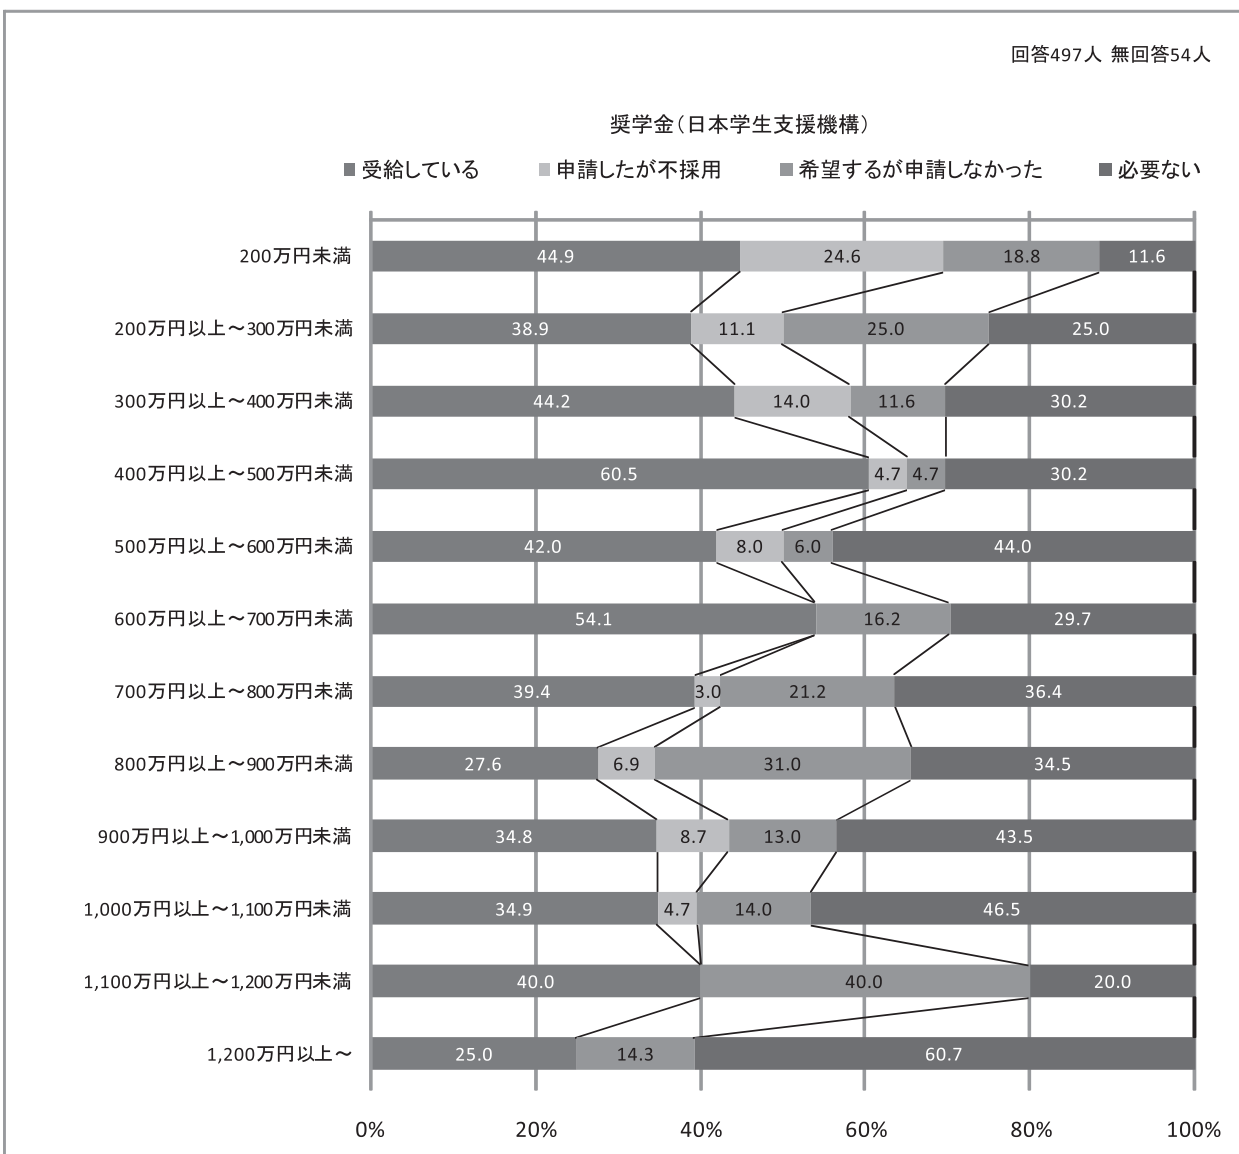 回答497人 無回答54人
奨学金(日本学生支援機構)
受給している 申請したが不採用 希望するが申請しなかった 必要ない
200万円未満 44.9 24.6 18.8 11.6
200万円以上~300万円未満 38.9 11.1 25.0 25.0
300万円以上~400万円未満 44.2 14.0 11.6 30.2
400万円以上~500万円未満 60.5 4.7 4.7 30.2
500万円以上~600万円未満 42.0 8.0 6.0 44.0
600万円以上~700万円未満 54.1 16.2 29.7
700万円以上~800万円未満 39.4 3.0 21.2 36.4
800万円以上~900万円未満 27.6 6.9 31.0 34.5
900万円以上~1,000万円未満 34.8 8.7 13.0 43.5
1,000万円以上~1,100万円未満 34.9 4.7 14.0 46.5
1,100万円以上~1,200万円未満 40.0 40.0 20.0
1,200万円以上~ 25.0 14.3 60.7
0% 20% 40% 60% 80% 100%